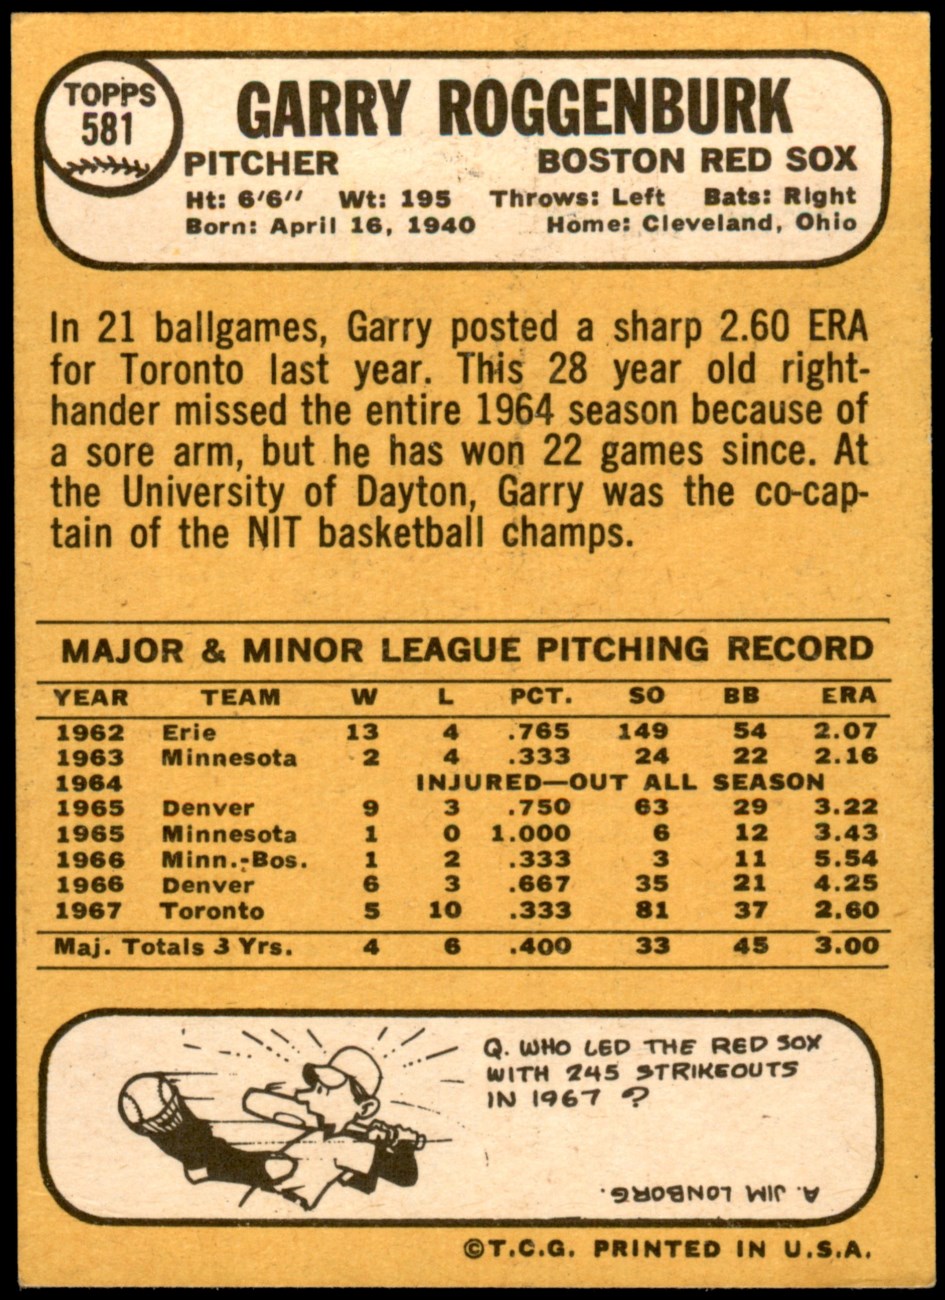 TOPPS
581
GARRY ROGGENBURK
PITCHER BOSTON RED SOX
Ht: 6'6" Wt: 195 Throws: Left Bats: Right
Born: April 16, 1940 Home: Cleveland, Ohio
In 21 ballgames, Garry posted a sharp 2.60 ERA
for Toronto last year. This 28 year old right-
hander missed the entire 1964 season because of
a sore arm, but he has won 22 games since. At
the University of Dayton, Garry was the co-cap-
tain of the NIT basketball champs.
MAJOR & MINOR LEAGUE PITCHING RECORD
YEAR TEAM W L PCT. SO BB ERA
1962 Erie 13 4 .765 149 54 2.07
1963 Minnesota 2 4 .333 24 22 2.16
1964 INJURED—OUT ALL SEASON
1965 Denver 9 3 .750 63 29 3.22
1965 Minnesota 1 0 1.000 6 12 3.43
1966 Minn.-Bos. 1 2 .333 3 11 5.54
1966 Denver 6 3 .667 35 21 4.25
1967 Toronto 5 10 .333 81 37 2.60
Maj. Totals 3 Yrs. 4 6 .400 33 45 3.00
Q. WHO LED THE RED SOX
WITH 245 STRIKEOUTS
IN 1967 ?
A. JIM LONBORG.
©T.C.G. PRINTED IN U.S.A.